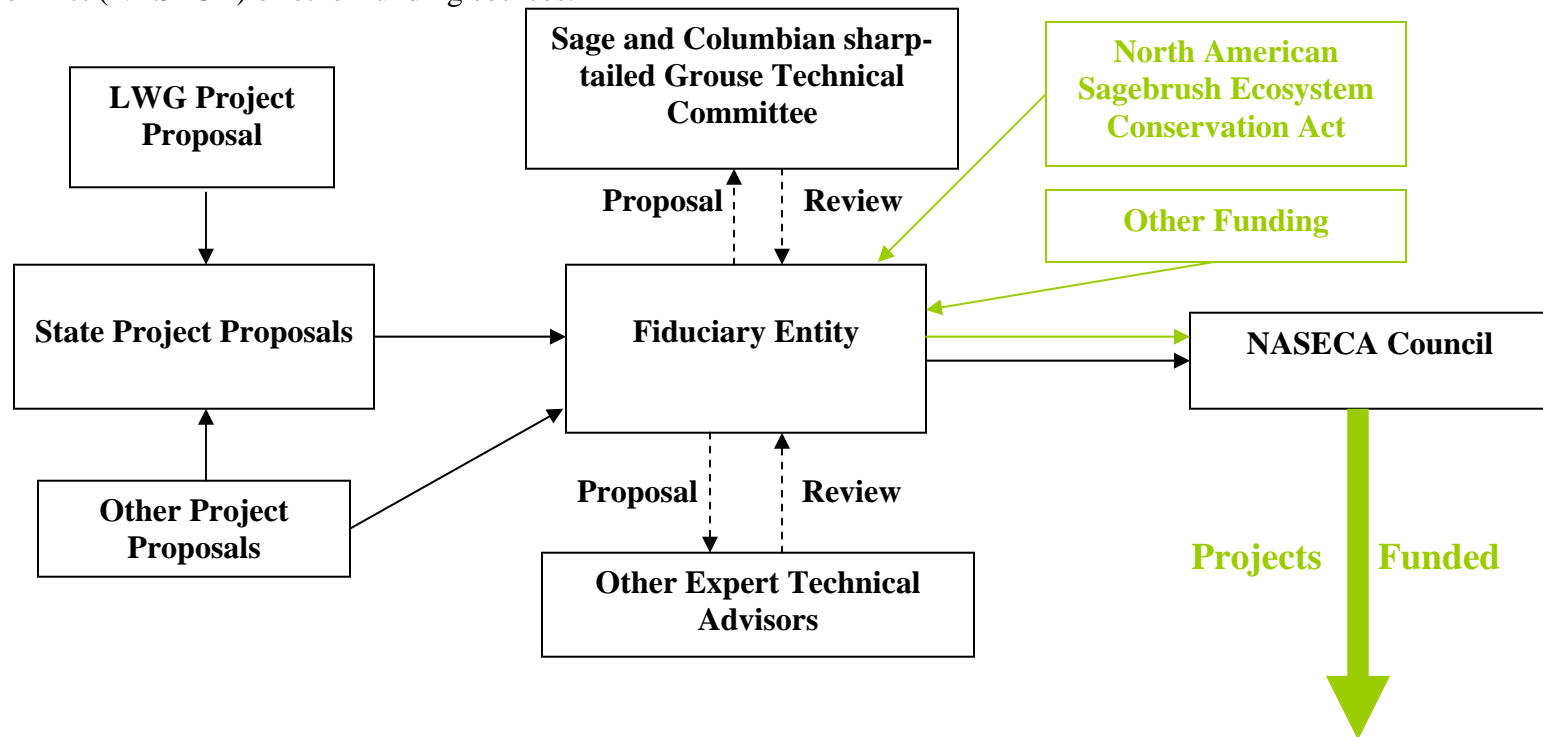 Sage and Columbian sharp-
tailed Grouse Technical
Committee
North American
Sagebrush Ecosystem
Conservation Act
LWG Project
Proposal
Proposal
Review
Other Funding
State Project Proposals
Fiduciary Entity
NASECA Council
Proposal
Review
Other Project
Proposals
Other Expert Technical
Advisors
Projects
Funded